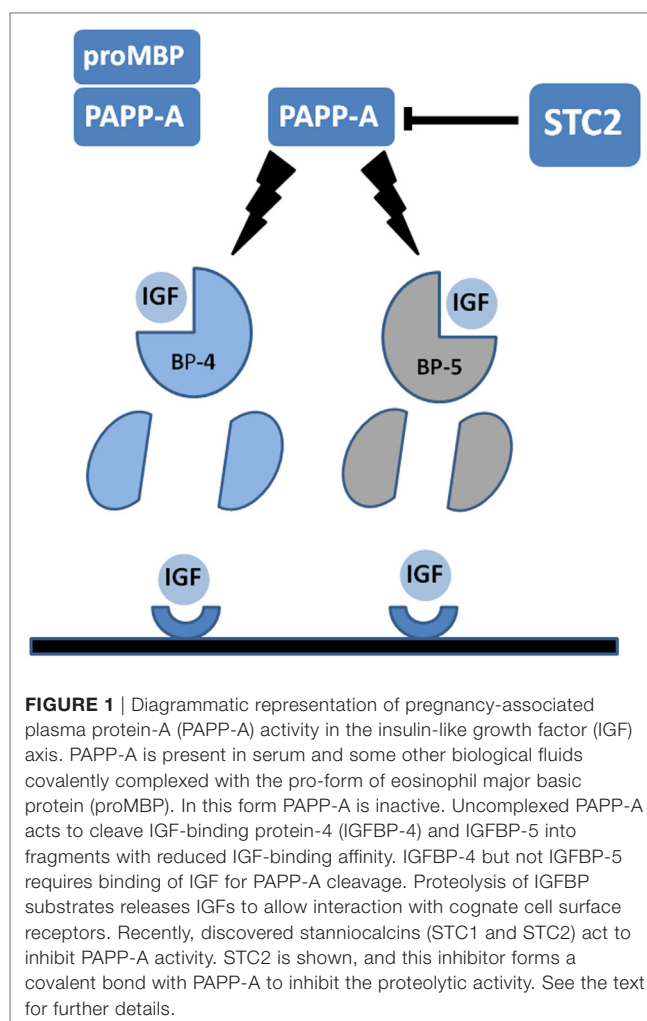 proMBP
PAPP-A PAPP-A STC2
IGF IGF
BP-4 BP-5
IGF IGF
FIGURE 1 | Diagrammatic representation of pregnancy-associated
plasma protein-A (PAPP-A) activity in the insulin-like growth factor (IGF)
axis. PAPP-A is present in serum and some other biological fluids
covalently complexed with the pro-form of eosinophil major basic
protein (proMBP). In this form PAPP-A is inactive. Uncomplexed PAPP-A
acts to cleave IGF-binding protein-4 (IGFBP-4) and IGFBP-5 into
fragments with reduced IGF-binding affinity. IGFBP-4 but not IGFBP-5
requires binding of IGF for PAPP-A cleavage. Proteolysis of IGFBP
substrates releases IGFs to allow interaction with cognate cell surface
receptors. Recently, discovered stanniocalcins (STC1 and STC2) act to
inhibit PAPP-A activity. STC2 is shown, and this inhibitor forms a
covalent bond with PAPP-A to inhibit the proteolytic activity. See the text
for further details.